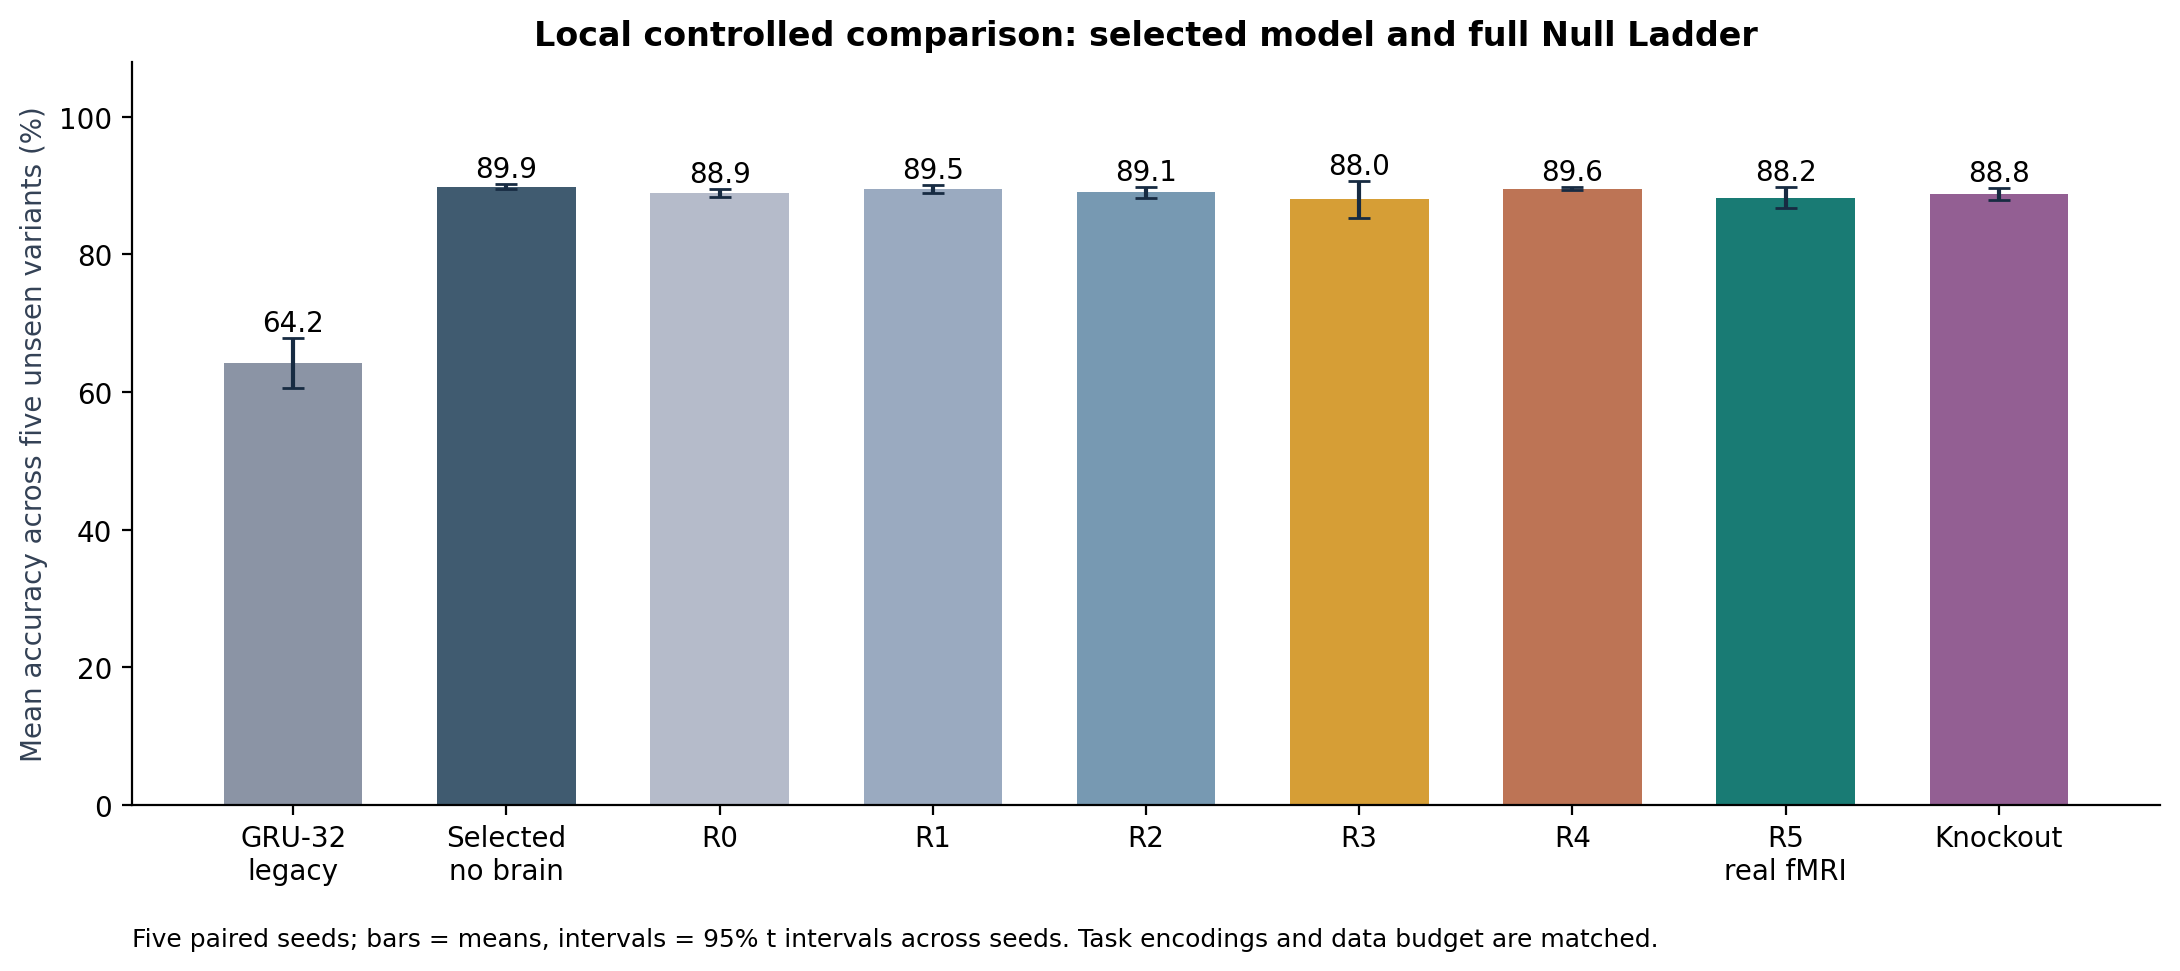 Local controlled comparison: selected model and full Null Ladder
Mean accuracy across five unseen variants (%)
100
80
60
40
20
0
64.2
89.9
88.9
89.5
89.1
88.0
89.6
88.2
88.8
GRU-32
legacy
Selected
no brain
R0
R1
R2
R3
R4
R5
real fMRI
Knockout
Five paired seeds; bars = means, intervals = 95% t intervals across seeds. Task encodings and data budget are matched.